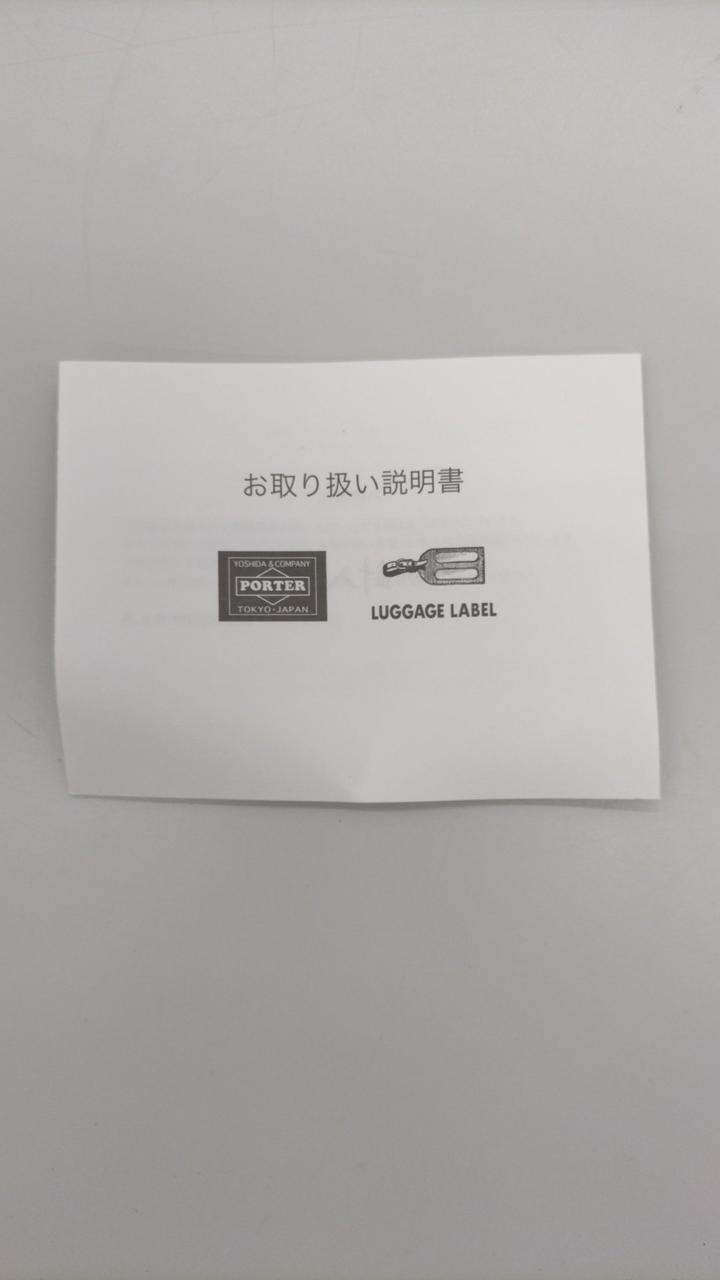 お取り扱い説明書
YOSHIDA & COMPANY
PORTER
TOKYO・JAPAN
LUGGAGE LABEL